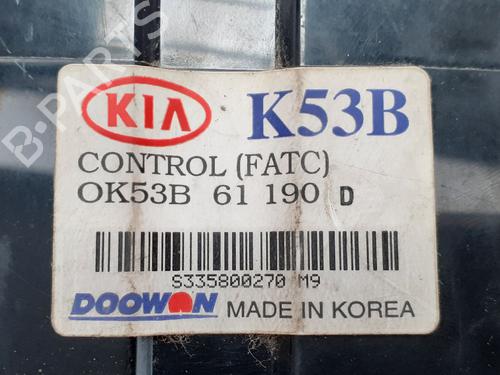 B-PARTS
KIA K53B
CONTROL (FATC)
OK53B 61 190 D
S335800270 M9
DOOWON MADE IN KOREA